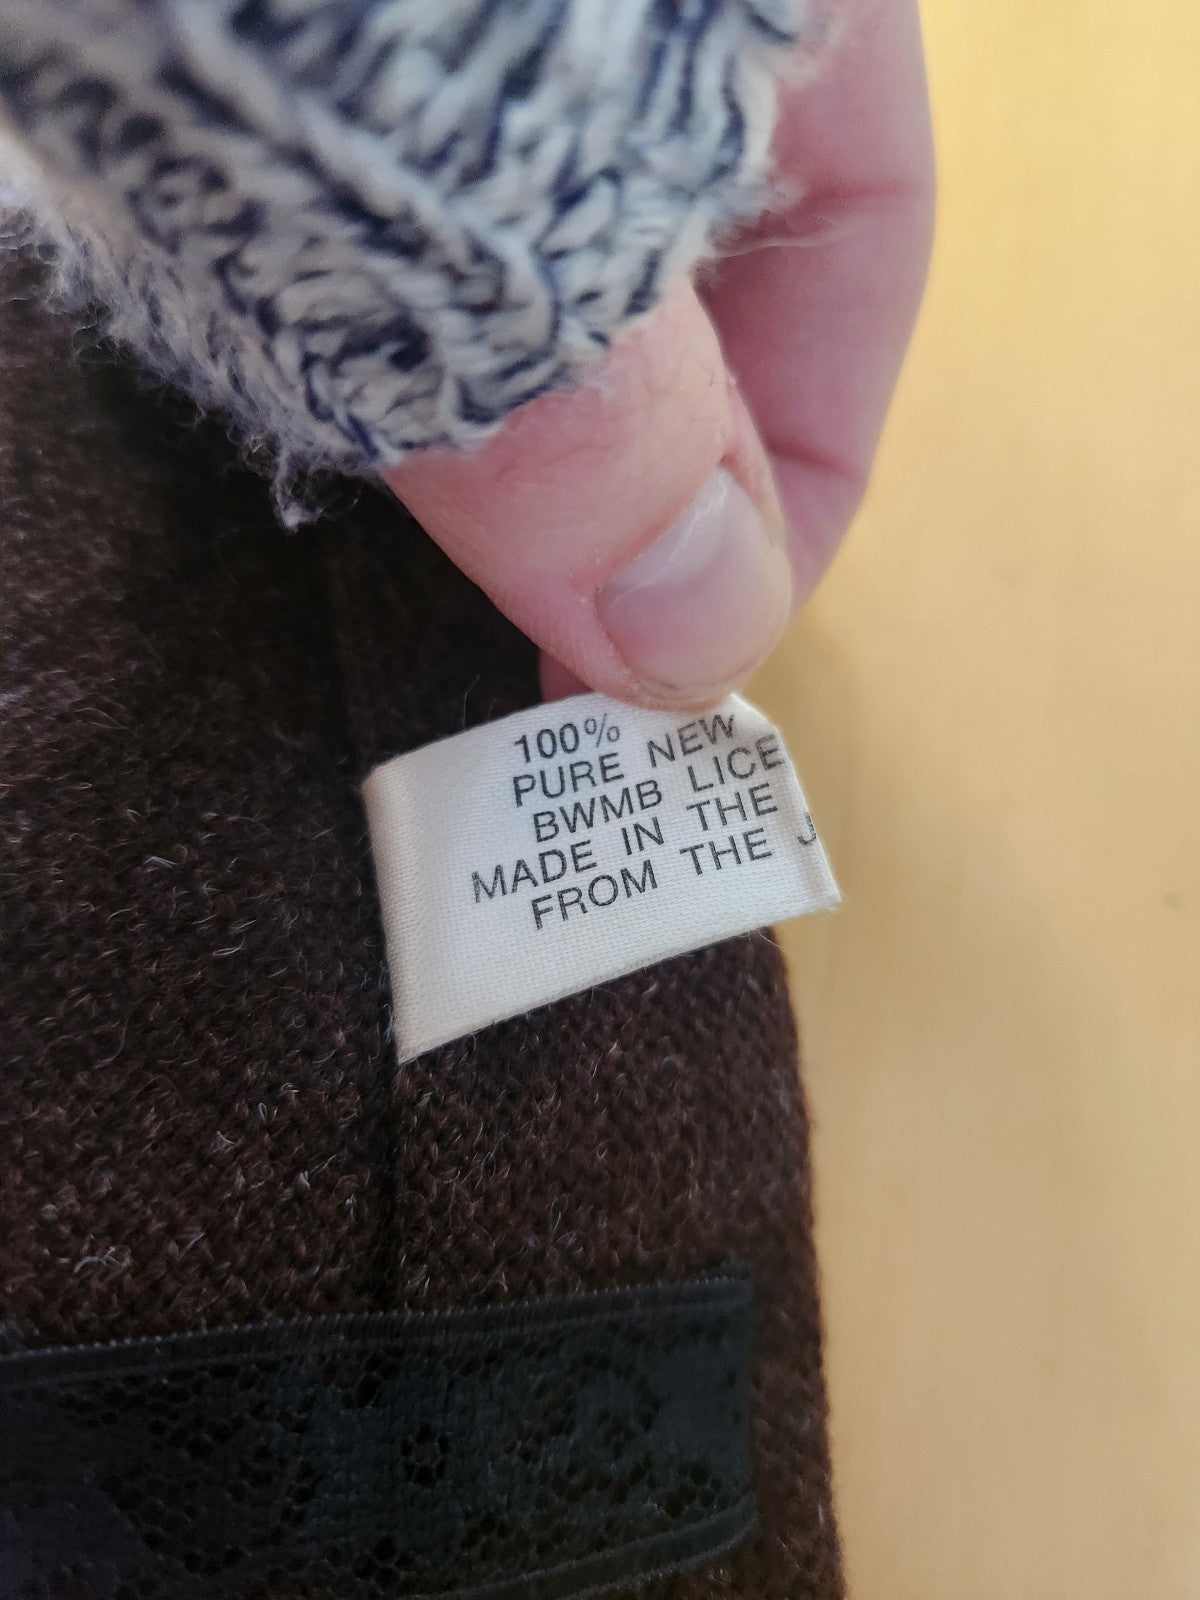 100%
PURE NEW
BWMB LICE
MADE IN THE
FROM THE J